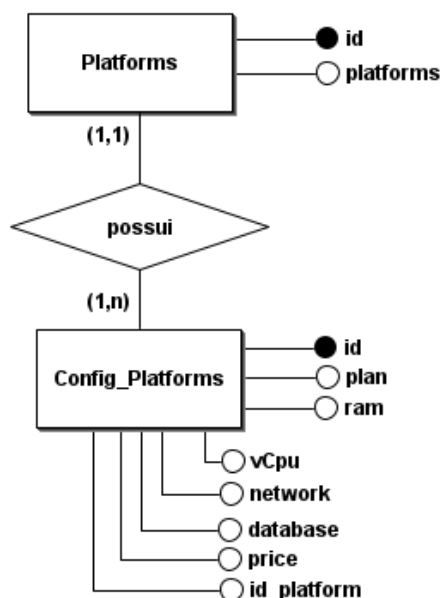 Platforms
id
platforms
(1,1)
possui
(1,n)
Config_Platforms
id
plan
ram
vCpu
network
database
price
id_platform